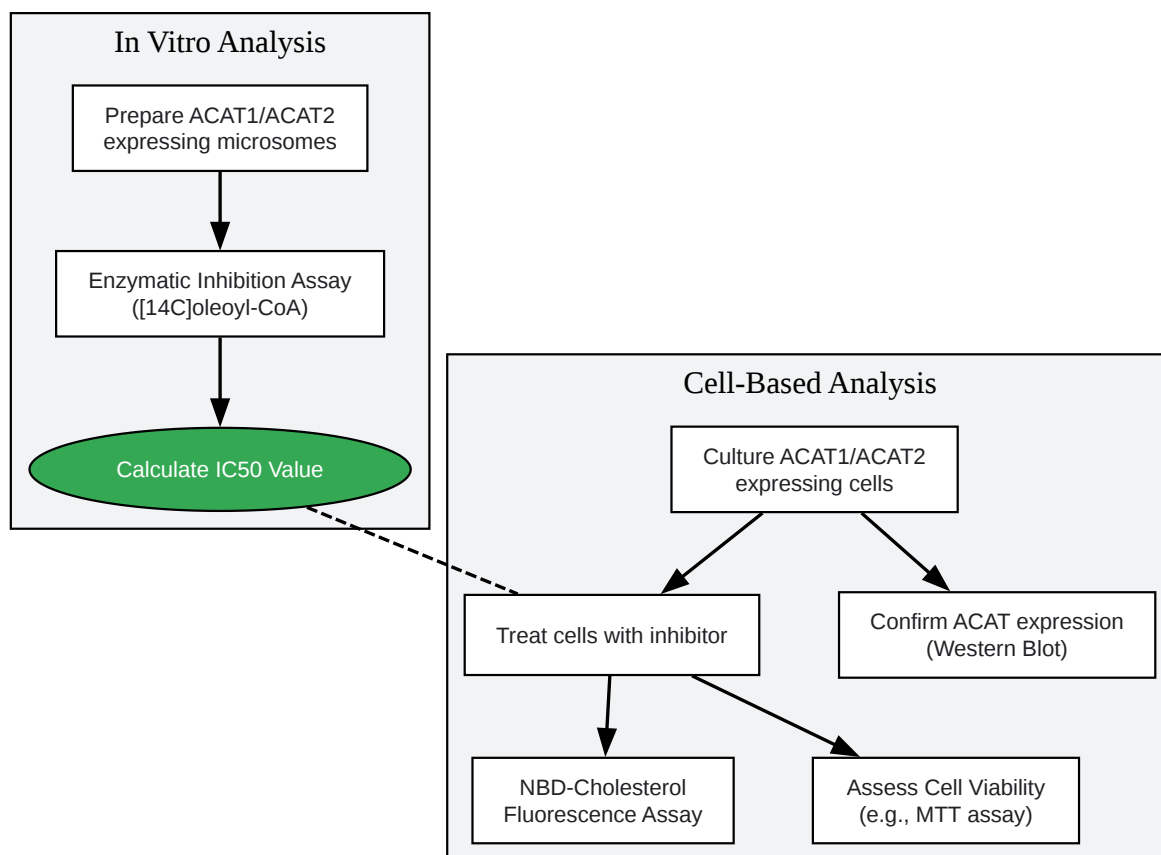 In Vitro Analysis
Prepare ACAT1/ACAT2
expressing microsomes
Enzymatic Inhibition Assay
([14C]oleoyl-CoA)
Calculate IC50 Value
Cell-Based Analysis
Culture ACAT1/ACAT2
expressing cells
Treat cells with inhibitor
Confirm ACAT expression
(Western Blot)
NBD-Cholesterol
Fluorescence Assay
Assess Cell Viability
(e.g., MTT assay)